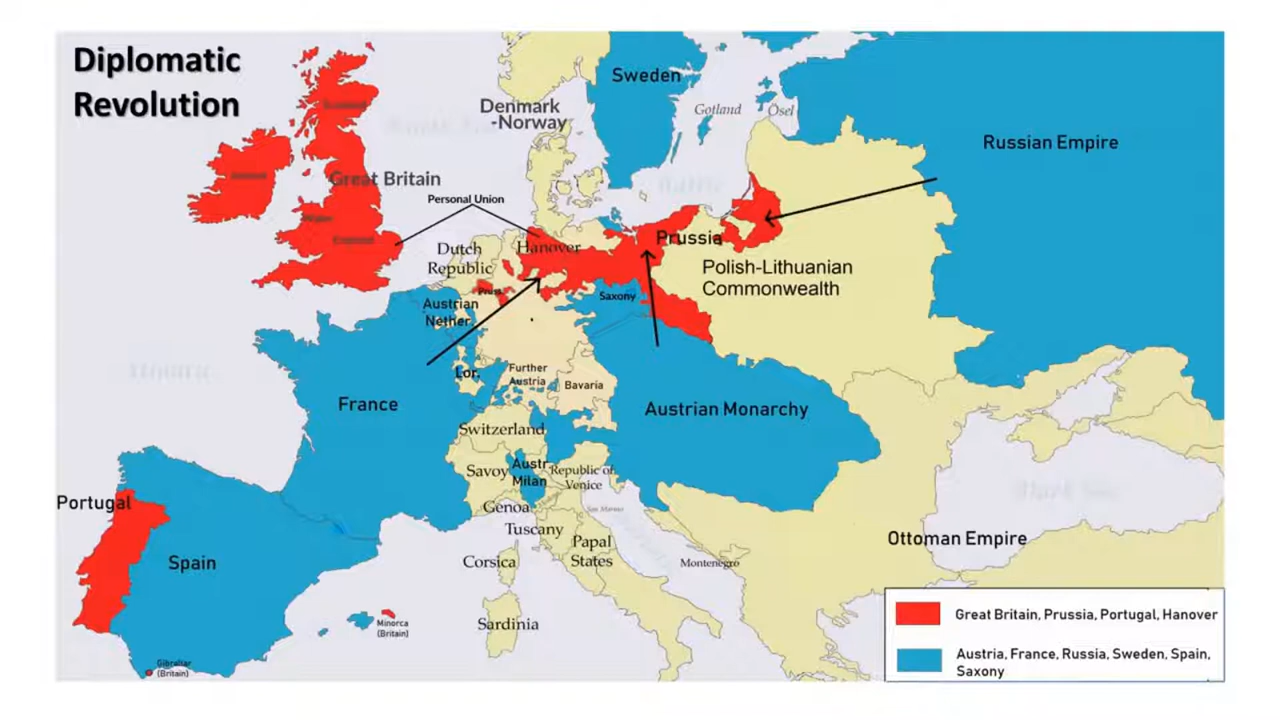 Diplomatic
Revolution
Sweden
Denmark
-Norway
Gotland
Ösel
Russian Empire
Great Britain
Personal Union
Hanover
Prussia
Dutch
Republic
Polish-Lithuanian
Commonwealth
Pruss.
Saxony
Austrian
Nether.
Lor.
Further
Austria
Bavaria
France
Austrian Monarchy
Switzerland
Savoy
Austr
Milan
Republic of
Venice
Genoa
San Marino
Portugal
Tuscany
Ottoman Empire
Papal
States
Spain
Corsica
Montenegro
Minorca
(Britain)
Sardinia
Gibraltar
(Britain)
Great Britain, Prussia, Portugal, Hanover
Austria, France, Russia, Sweden, Spain,
Saxony